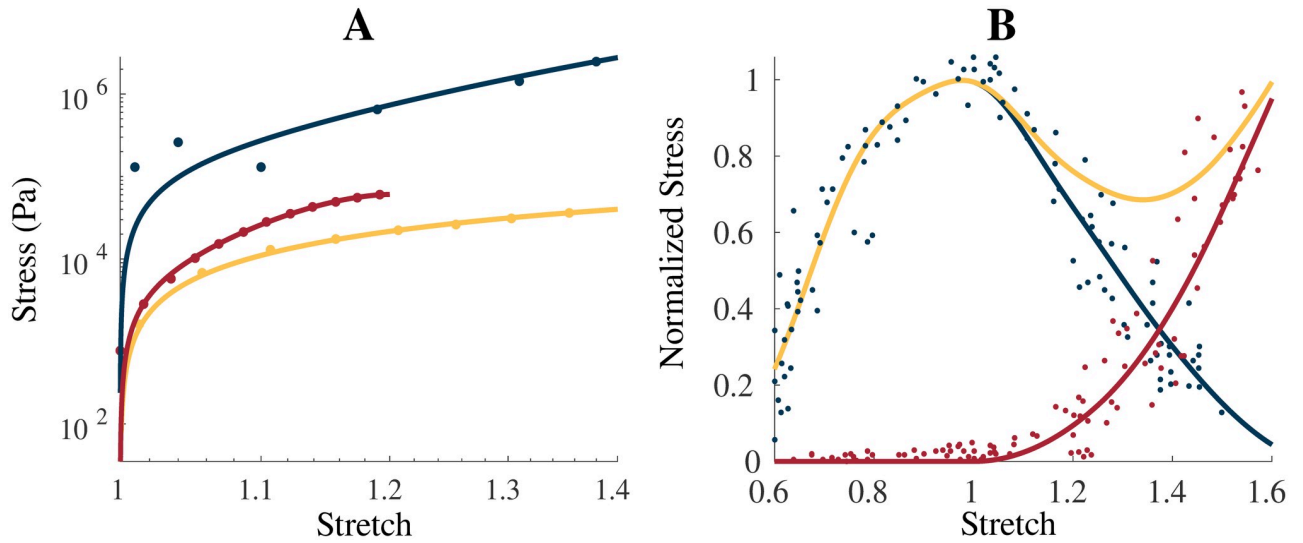 A
Stress (Pa)
10^6
10^4
10^2
1 1.1 1.2 1.3 1.4
Stretch
B
Normalized Stress
1
0.8
0.6
0.4
0.2
0
0.6 0.8 1 1.2 1.4 1.6
Stretch